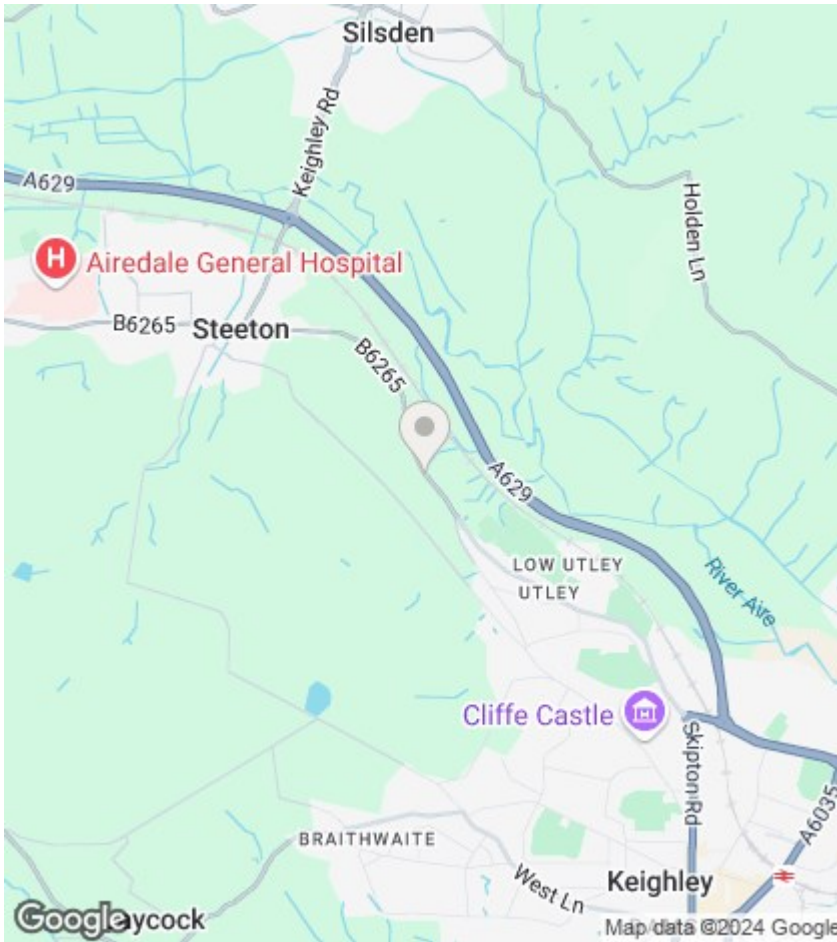 Silsden
Keighley Rd
A629
Holden Ln
H
Airedale General Hospital
B6265
Steeton
B6265
A629
LOW UTLEY
UTLEY
River Aire
Cliffe Castle
Skipton Rd
A6035
BRAITHWAITE
West Ln
Keighley
Google
aycock
Map data ©2024 Google